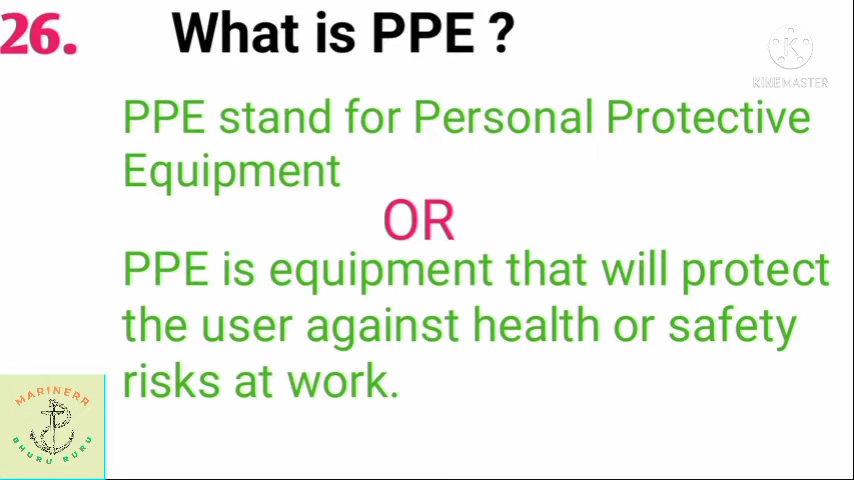 26. What is PPE ?
KINEMASTER
PPE stand for Personal Protective
Equipment
OR
PPE is equipment that will protect
the user against health or safety
risks at work.
MARINERR
BHURU RURU